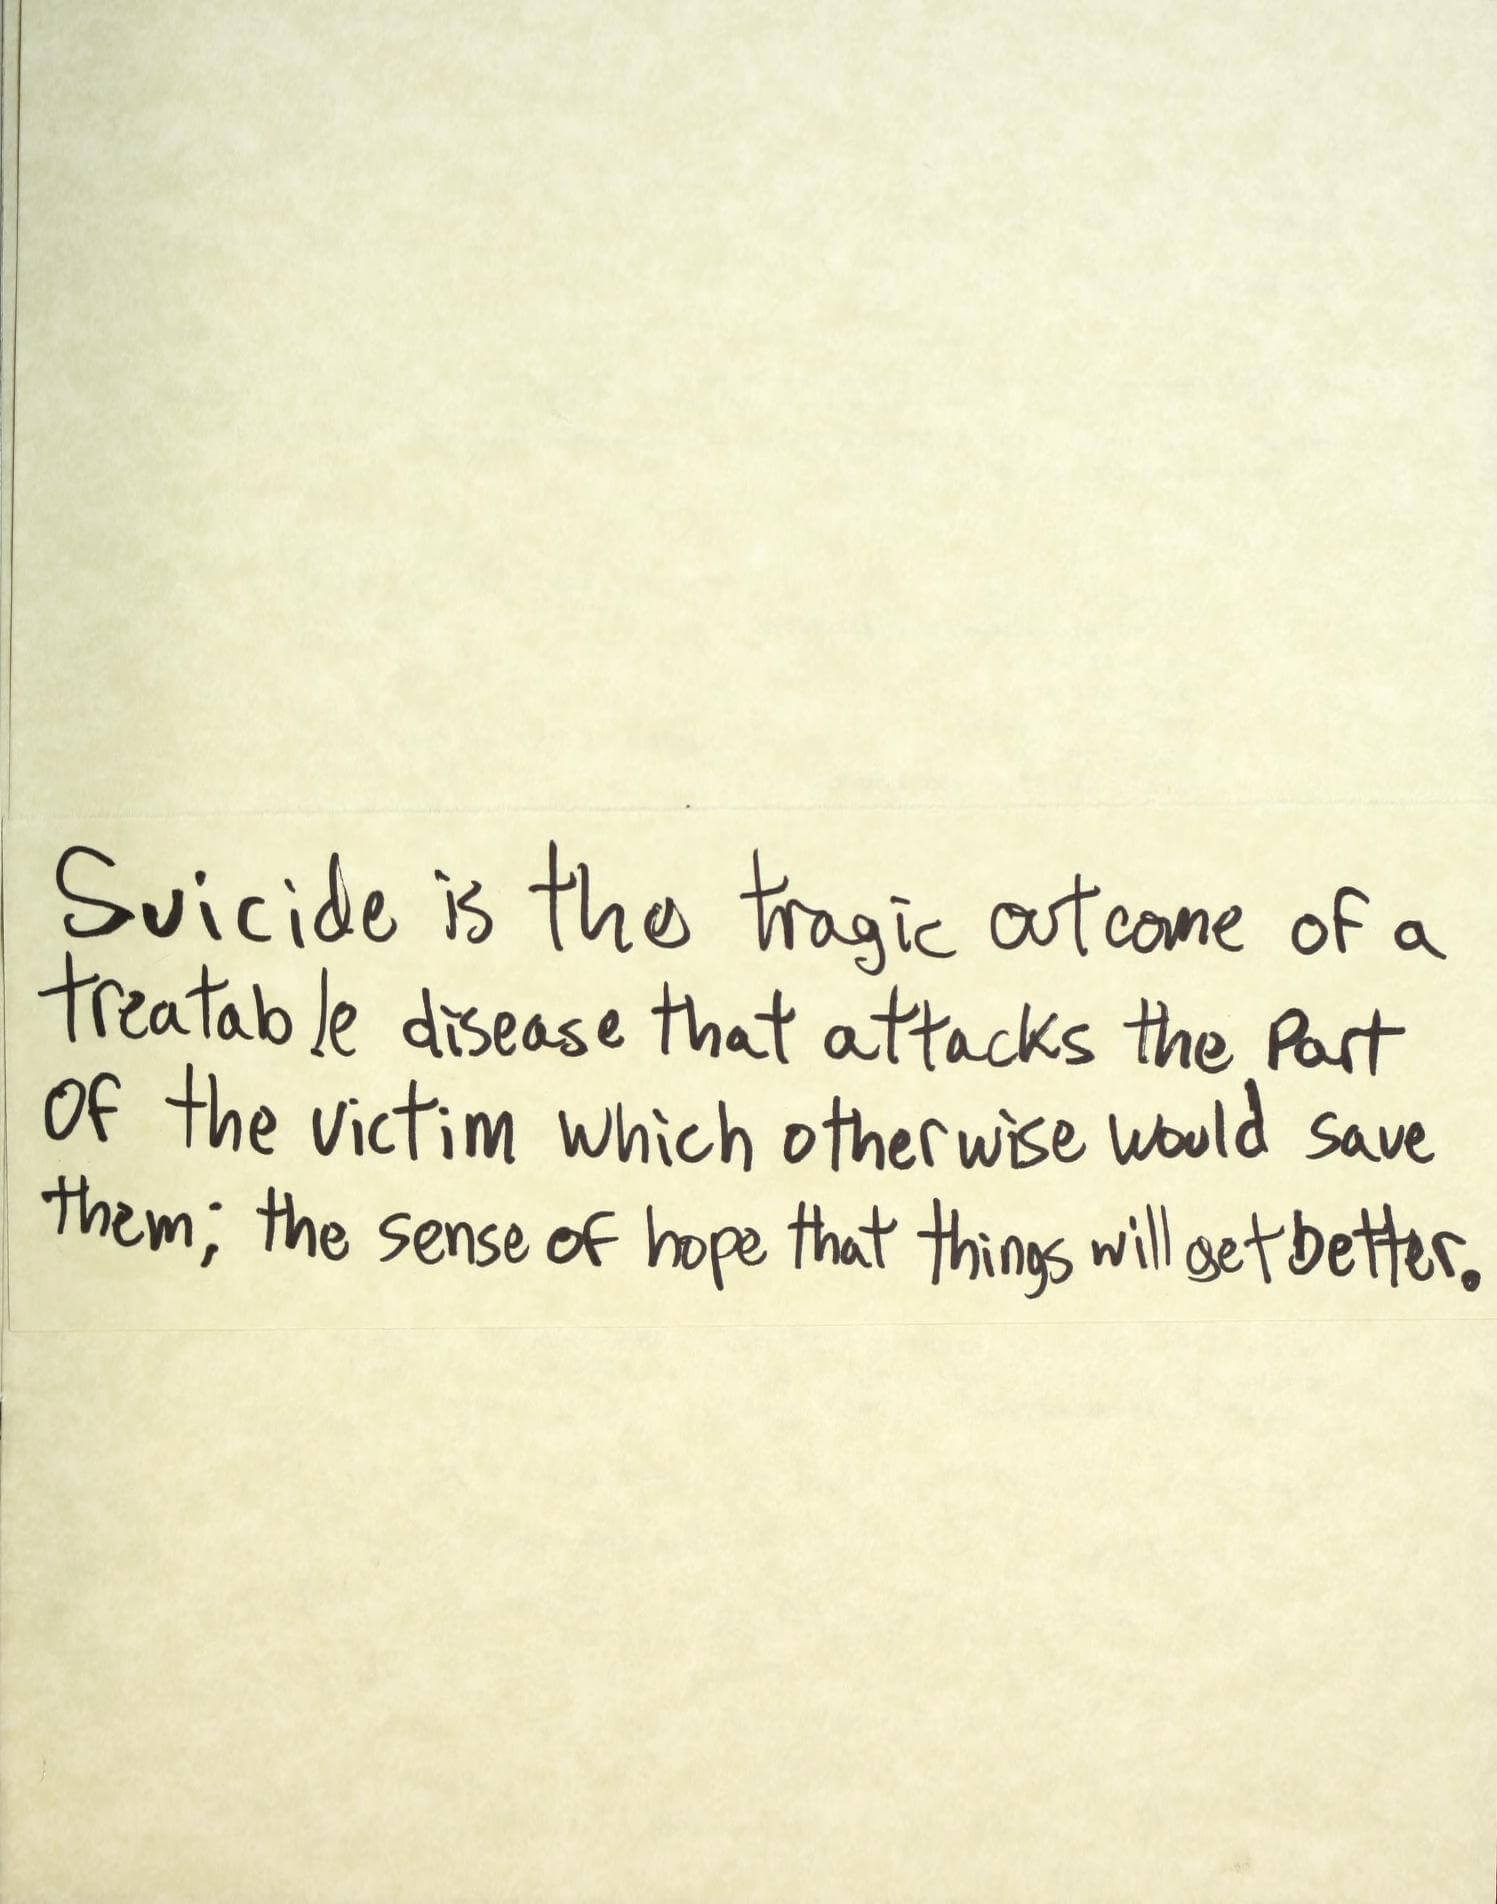 Suicide is the tragic outcome of a
treatable disease that attacks the part
of the victim which otherwise would save
them; the sense of hope that things will get better.